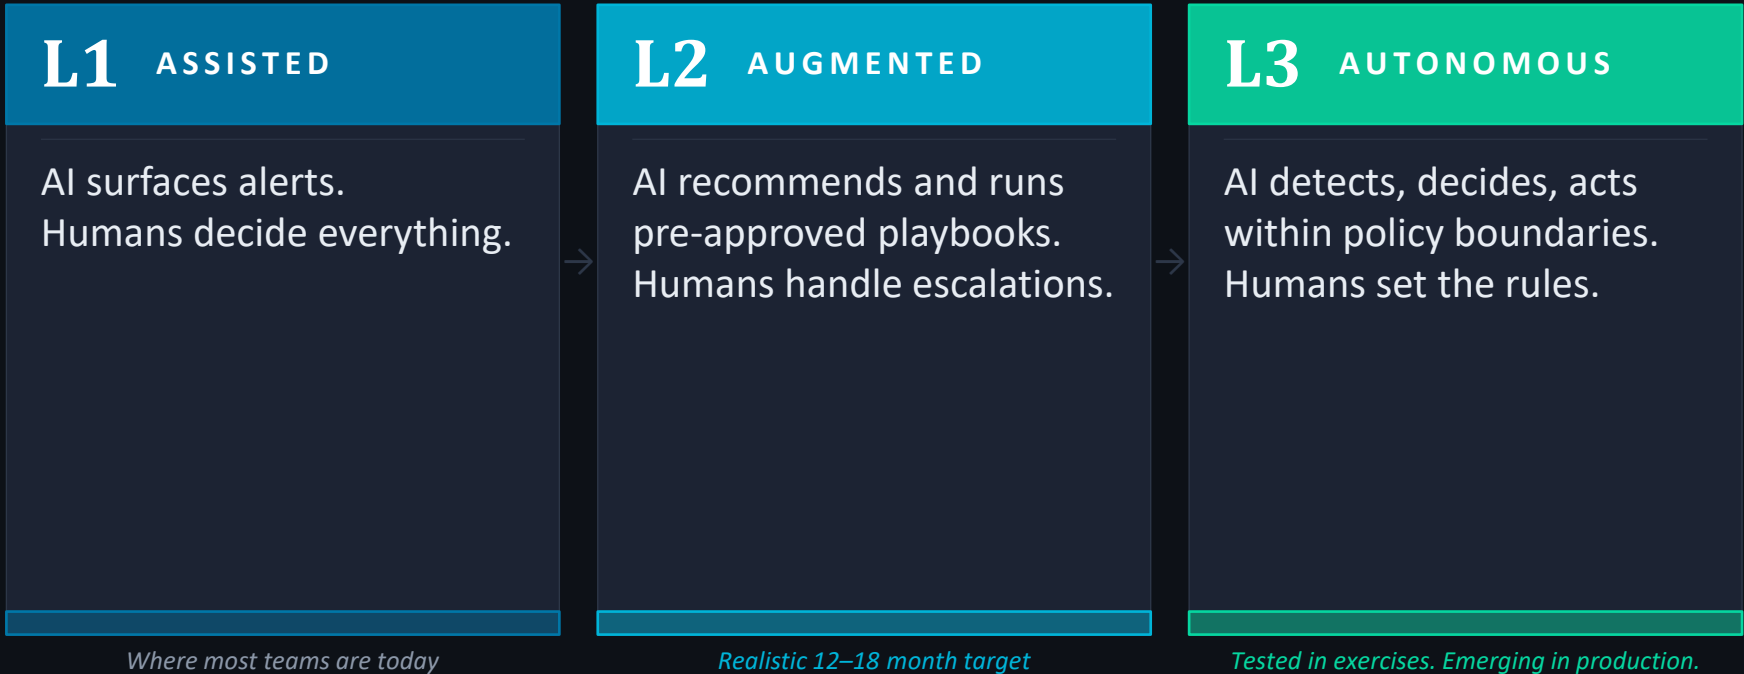 L1 ASSISTED
AI surfaces alerts.
Humans decide everything.
Where most teams are today
→
L2 AUGMENTED
AI recommends and runs
pre-approved playbooks.
Humans handle escalations.
Realistic 12–18 month target
→
L3 AUTONOMOUS
AI detects, decides, acts
within policy boundaries.
Humans set the rules.
Tested in exercises. Emerging in production.